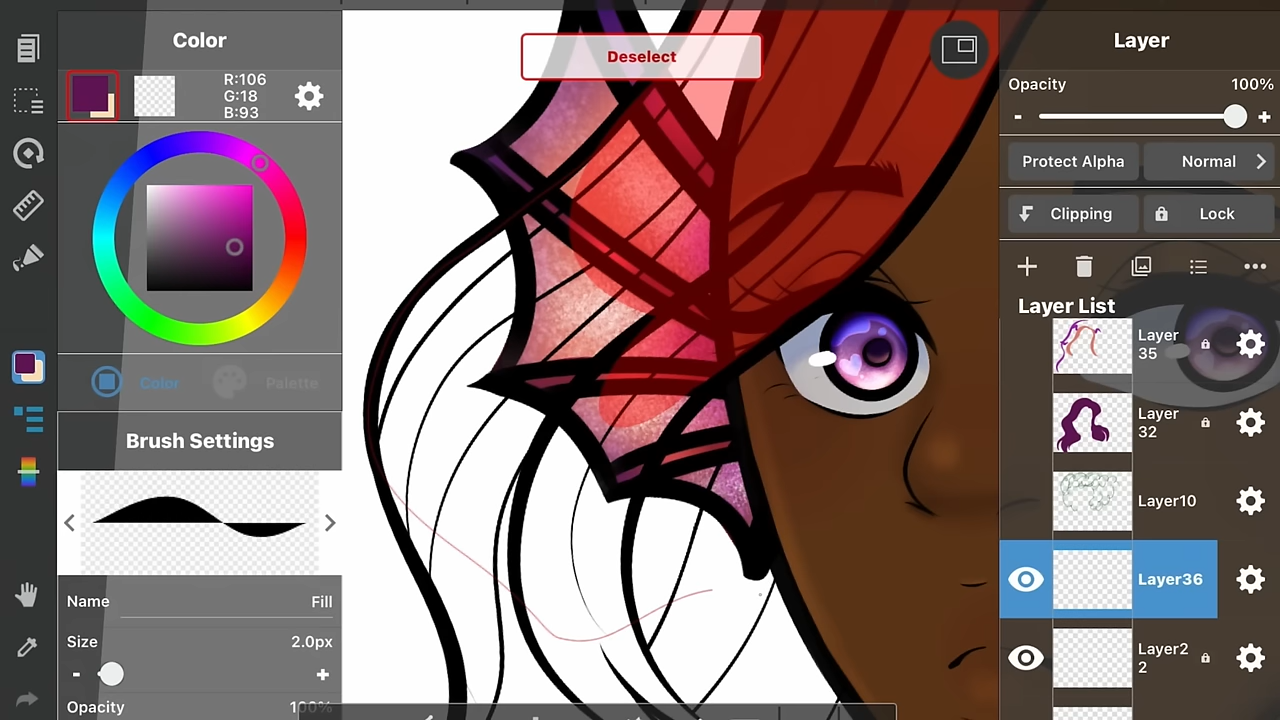 Color
R:106
G:18
B:93
Color
Palette
Brush Settings
Name
Fill
Size
2.0px
-
+
Opacity
100%
Deselect
Layer
Opacity
100%
-
+
Protect Alpha
Normal
Clipping
Lock
Layer List
Layer
35
Layer
32
Layer10
Layer36
Layer2
2